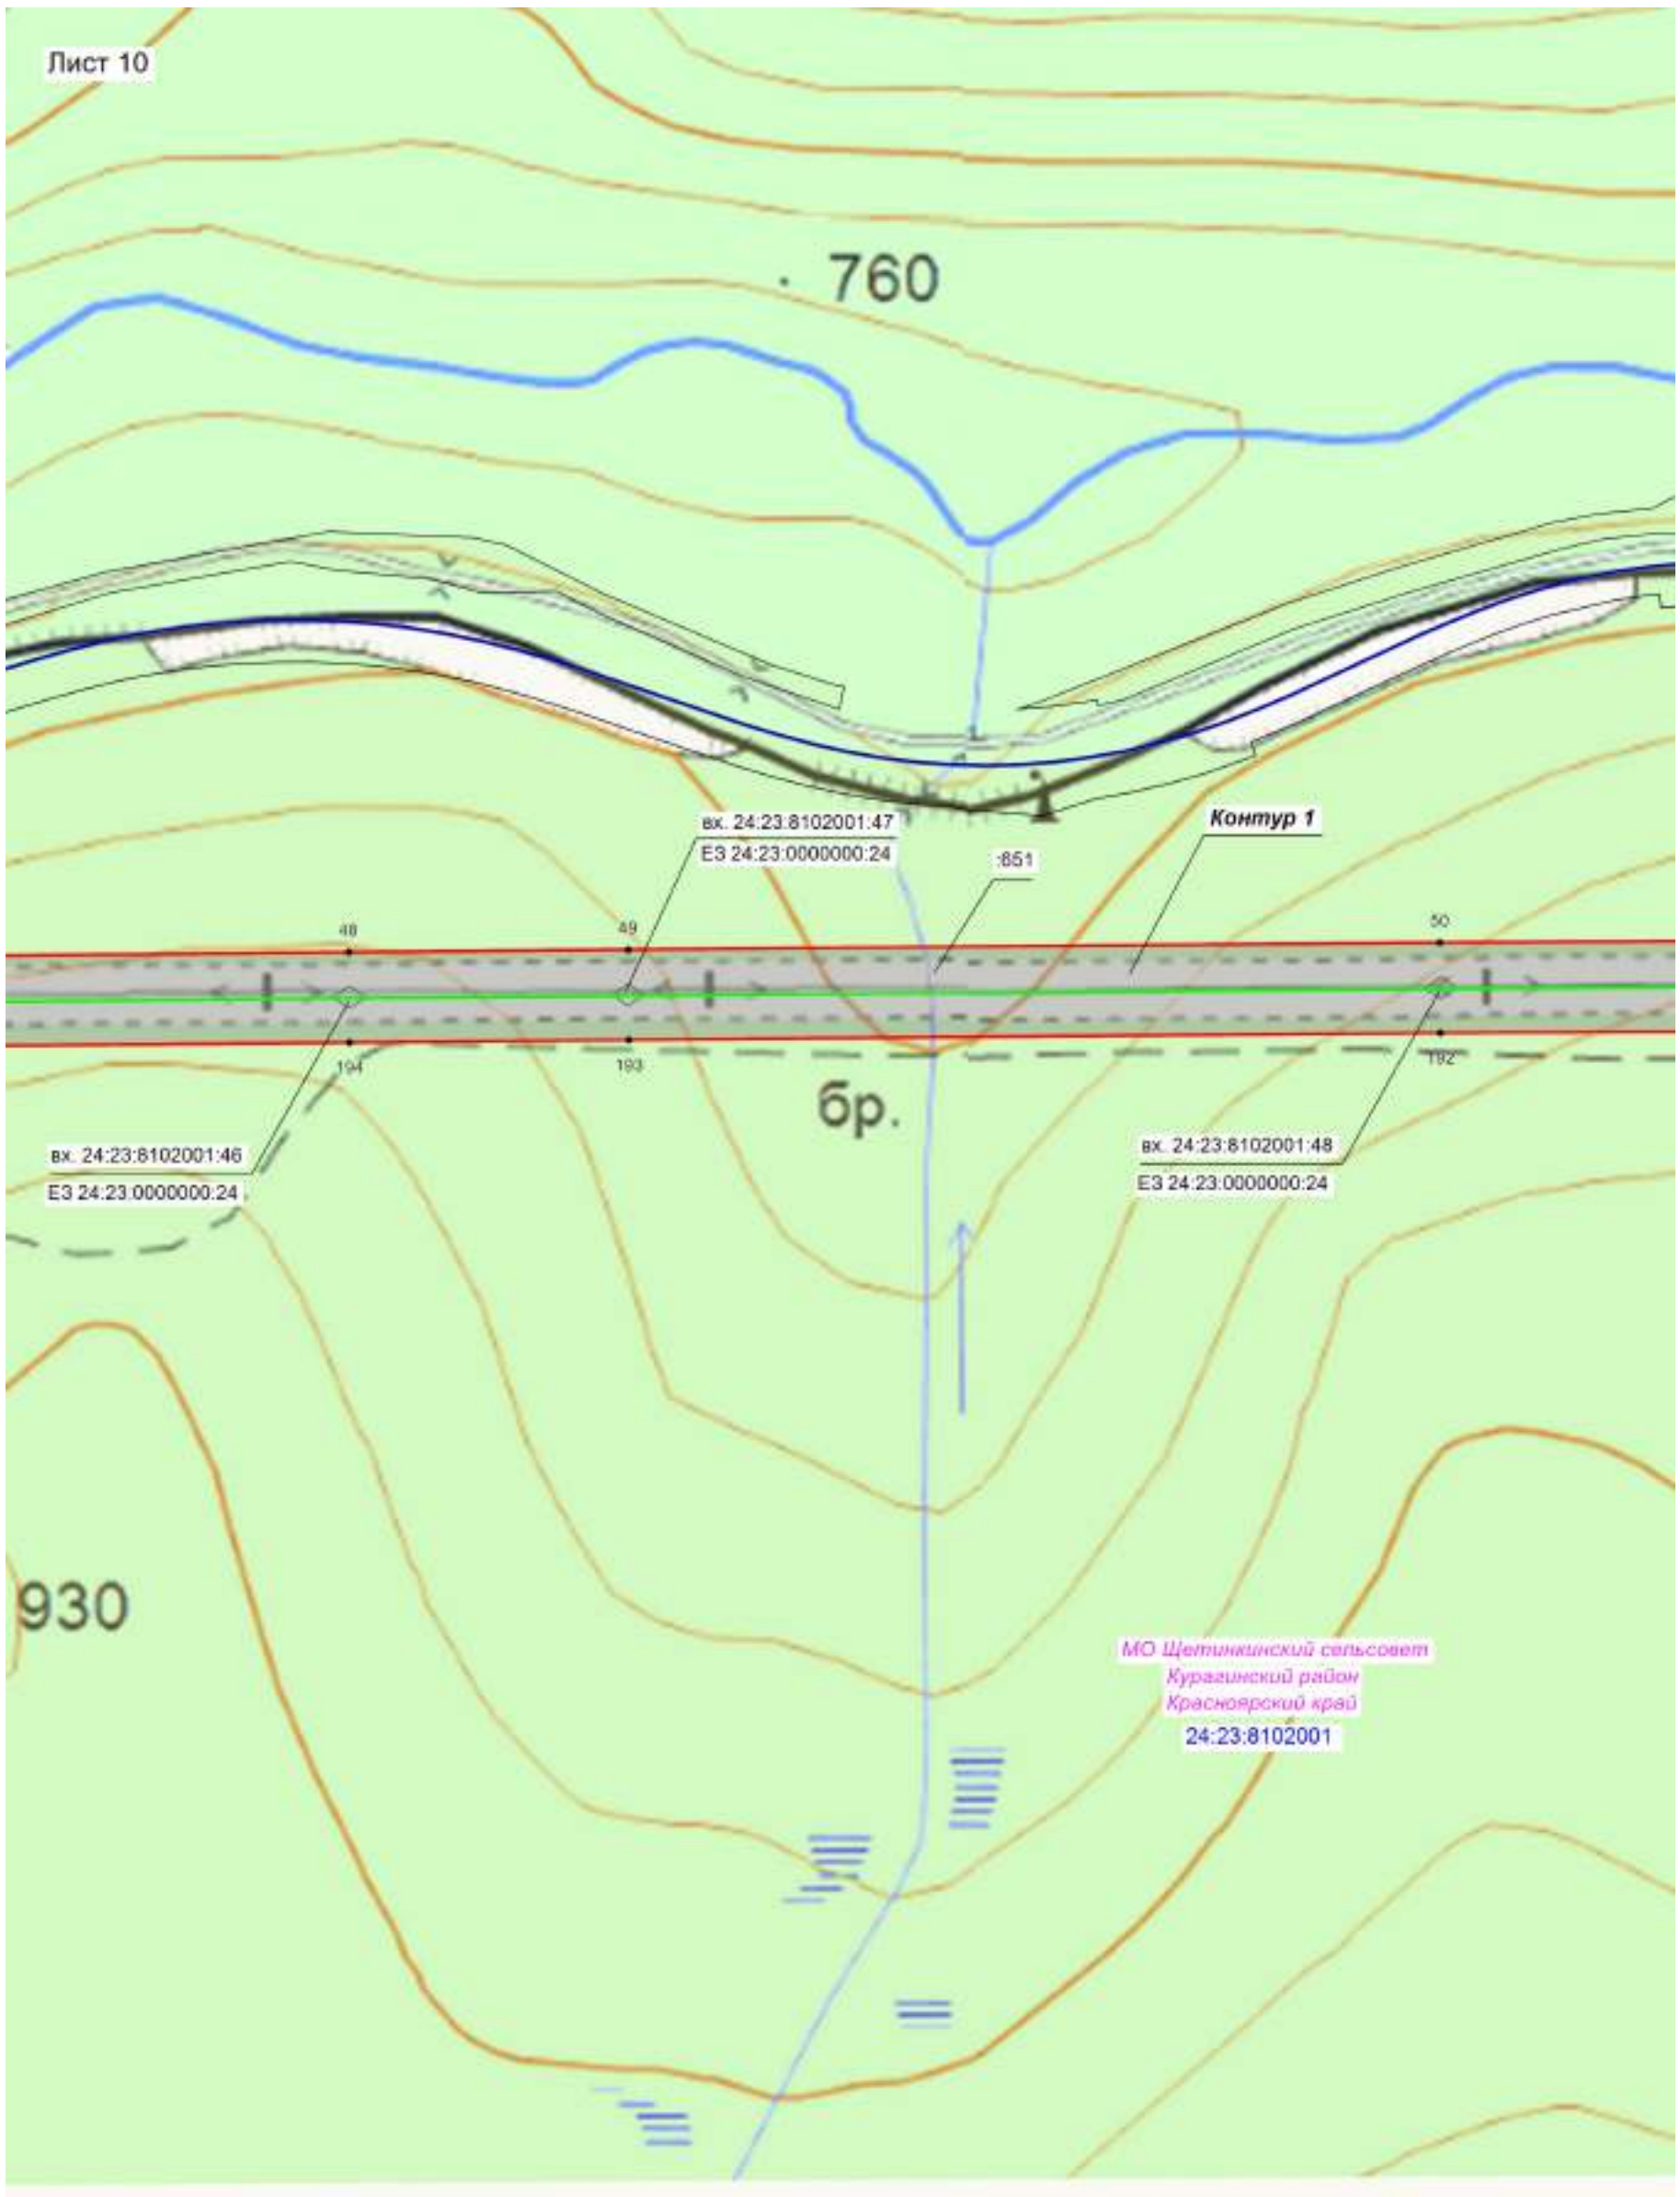 Лист 10
760
вх. 24:23:8102001:47
ЕЗ 24:23:0000000:24
:651
Контур 1
48
49
50
194
193
192
бр.
вх. 24:23:8102001:46
ЕЗ 24:23:0000000:24
вх. 24:23:8102001:48
ЕЗ 24:23:0000000:24
930
МО Щетинкинский сельсовет
Курагинский район
Красноярский край
24:23:8102001